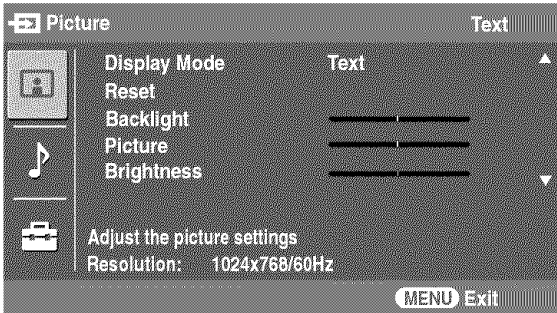 Picture Text
Display Mode Text
Reset
Backlight
Picture
Brightness
Adjust the picture settings
Resolution: 1024x768/60Hz
MENU Exit